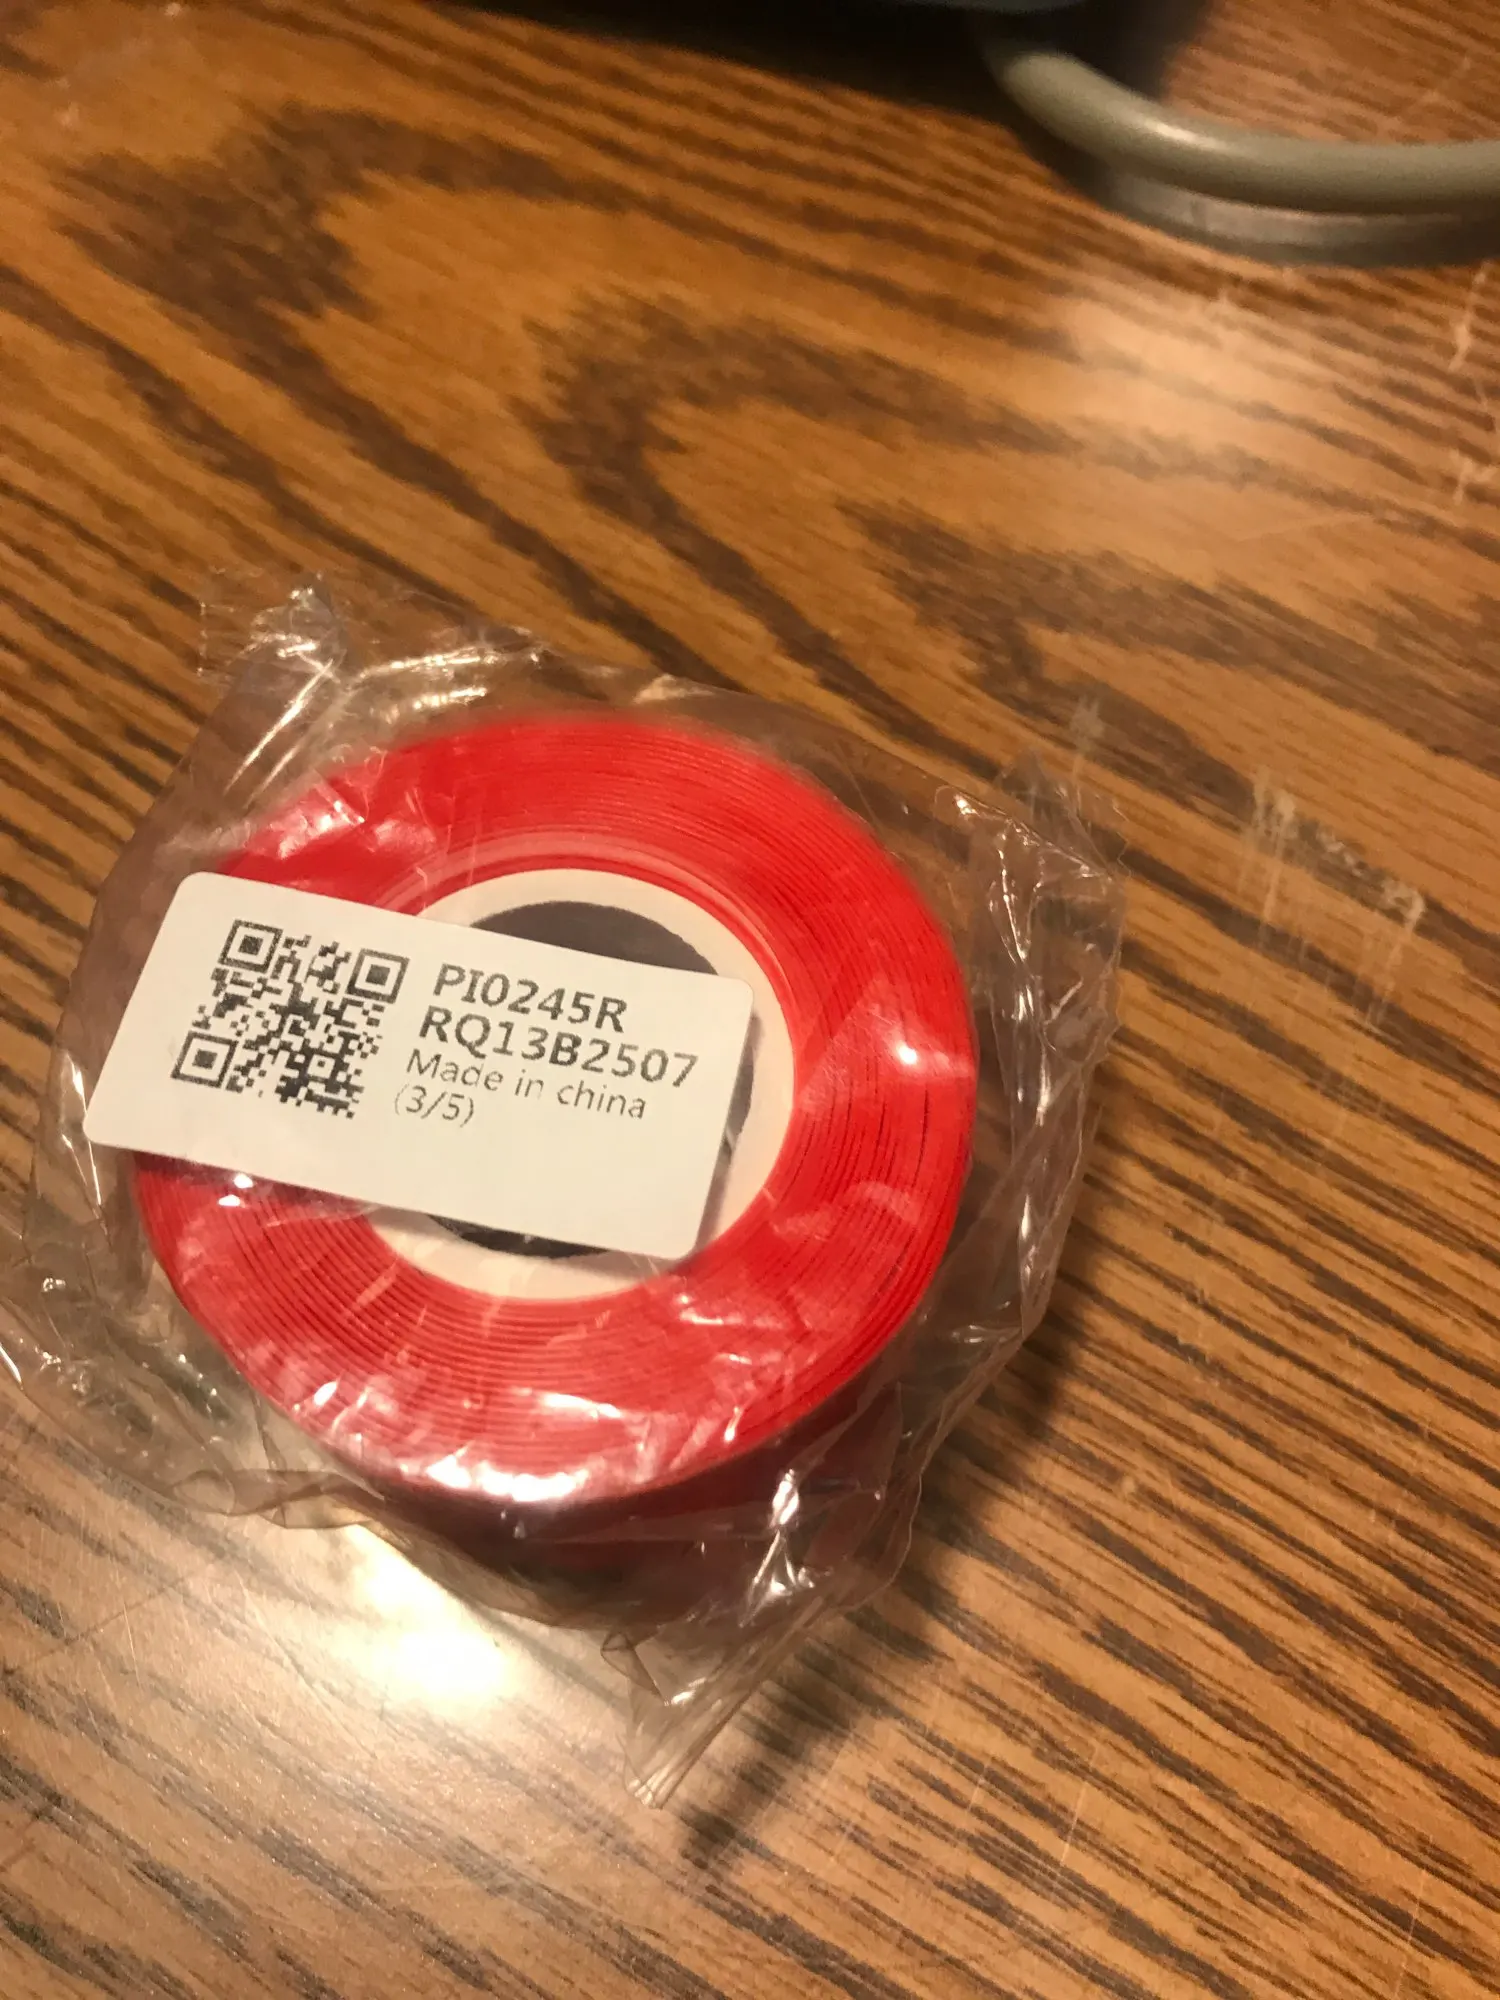 PI0245R
RQ13B2507
Made in china
(3/5)